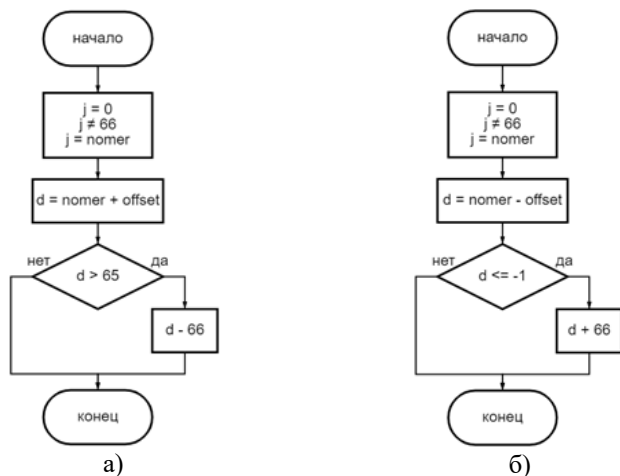 начало
j = 0
j ≠ 66
j = nomer
d = nomer + offset
нет
да
d > 65
d - 66
конец
а)
начало
j = 0
j ≠ 66
j = nomer
d = nomer - offset
нет
да
d <= -1
d + 66
конец
б)